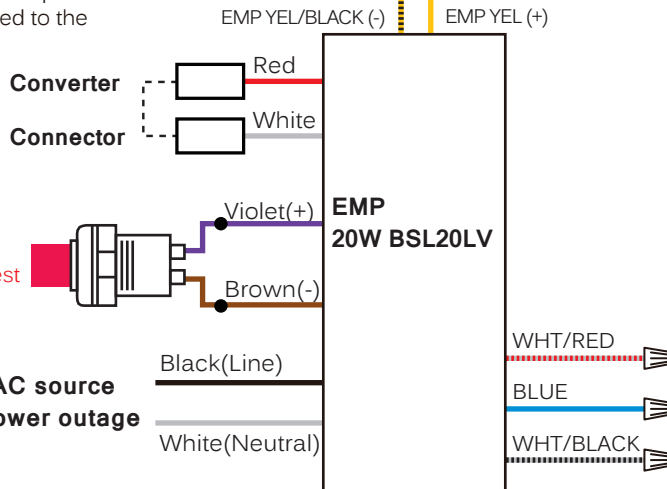 ed to the
EMP YEL/BLACK (-)
EMP YEL (+)
Converter
Red
Connector
White
EMP
20W BSL20LV
Violet(+)
Brown(-)
est
Black(Line)
AC source
ower outage
White(Neutral)
WHT/RED
BLUE
WHT/BLACK